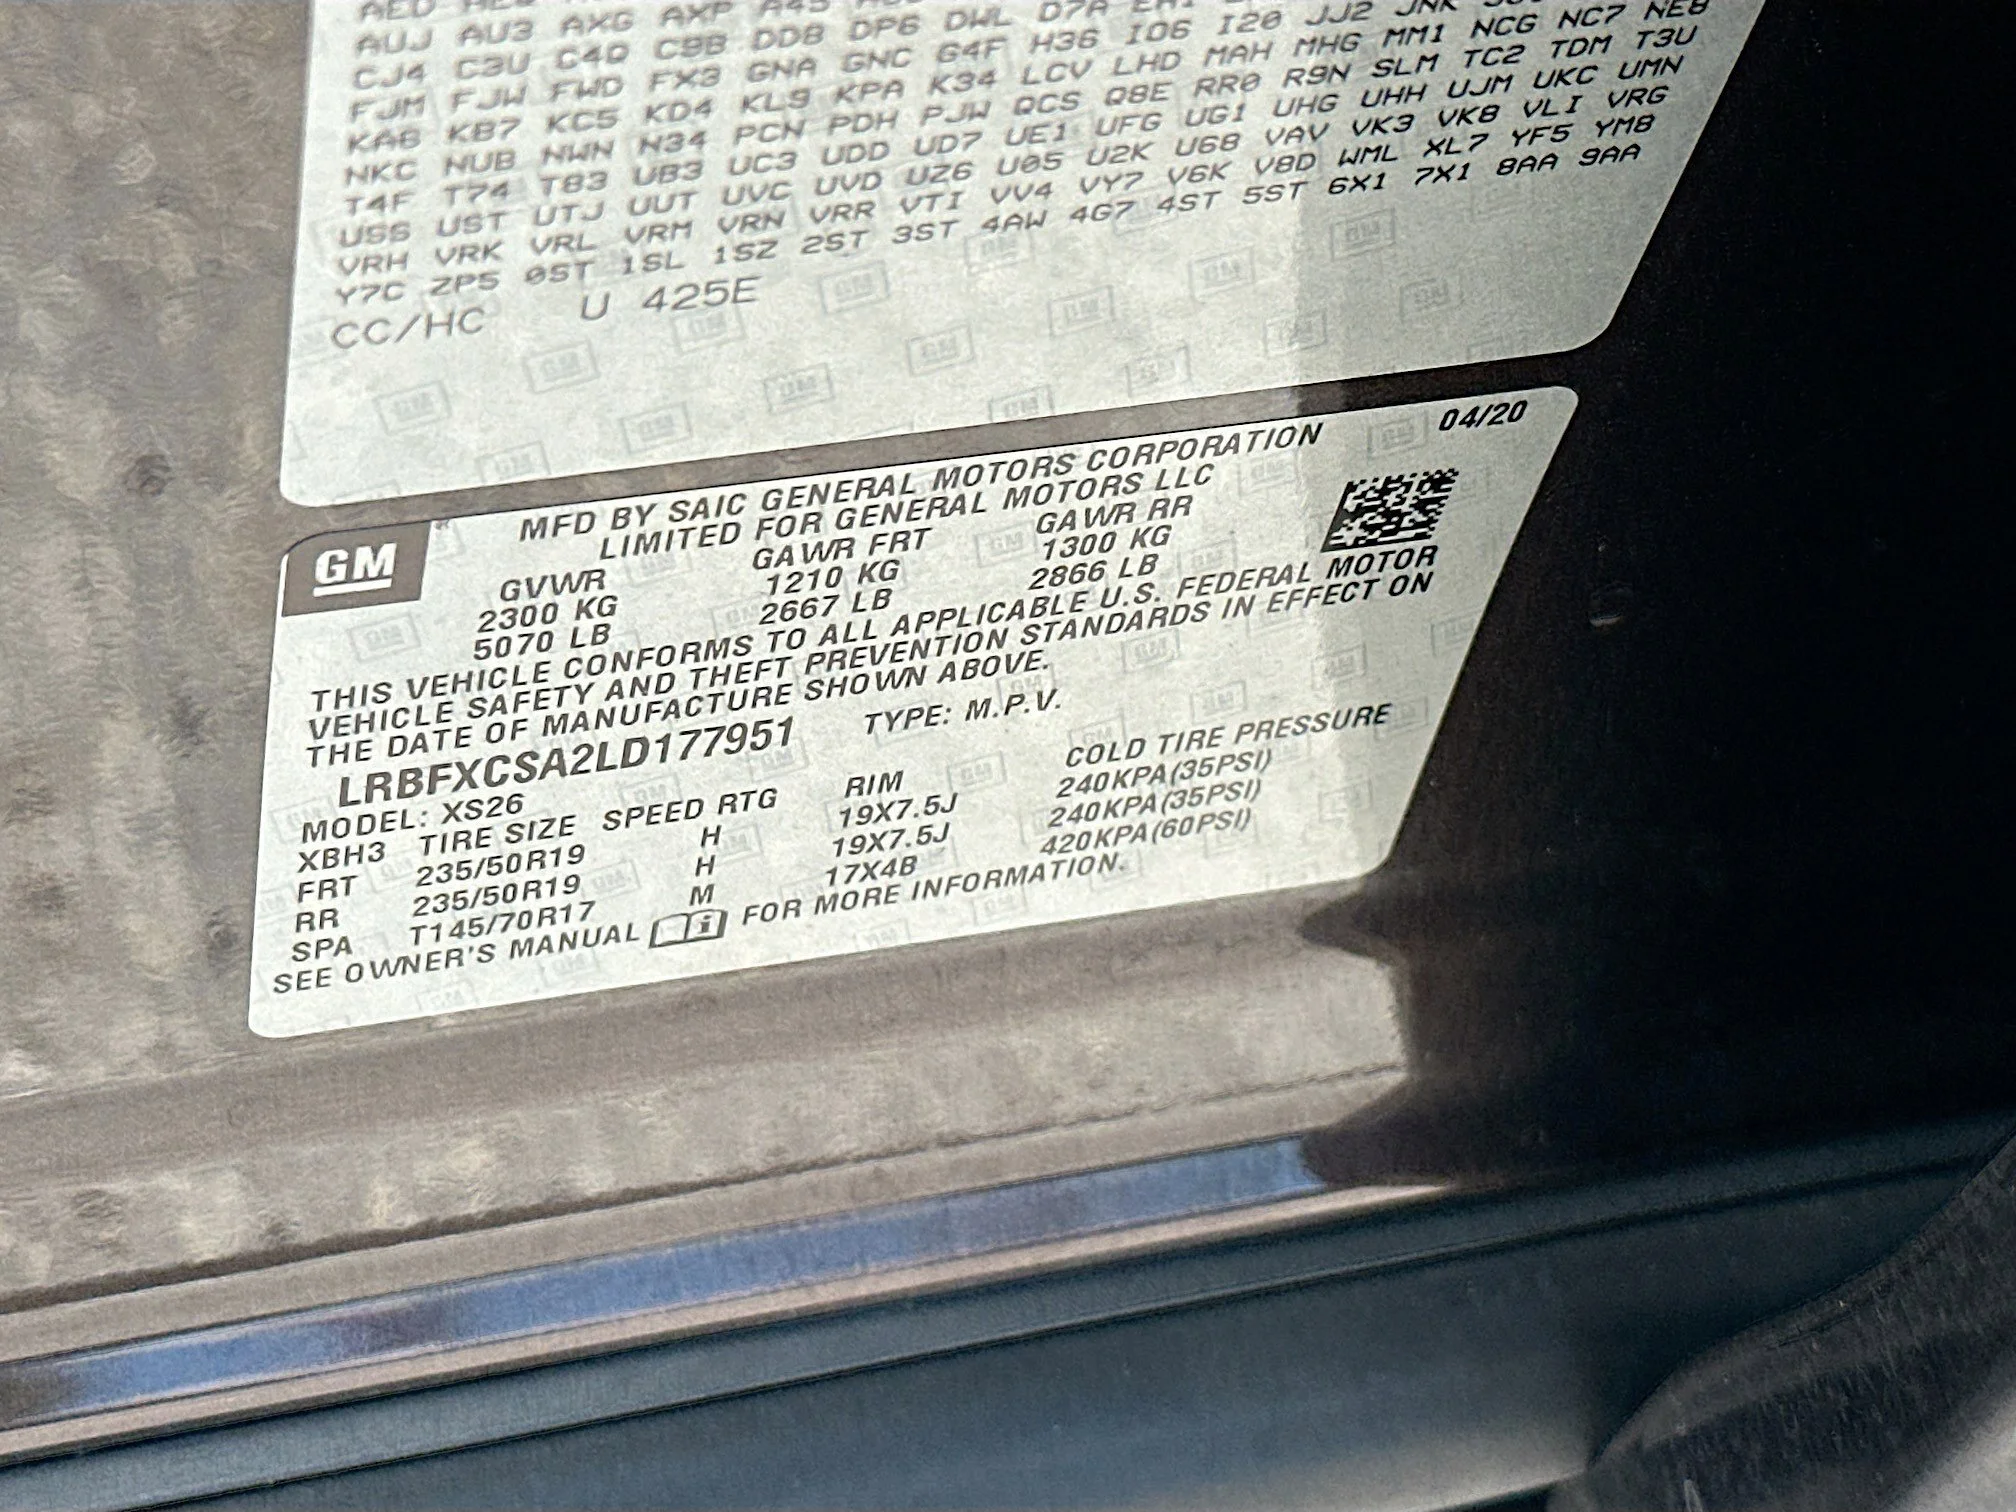 AUJ AU3 AXG AXP A45
CJ4 C3U C4Q C9B DD8 DP6 DWL D7A
FJM FJW FWD FX3 GNA GNC G4F H36 IO6 I20 JJ2 JNK
KA6 KB7 KC5 KD4 KL9 KPA K34 LCV LHD MAH MHG MM1 NCG NC7 NE8
NKC NUB NWN N34 PCN PDH PJW QCS Q8E RR0 R9N SLM TC2 TDM T3U
T4F T74 T83 UB3 UC3 UDD UD7 UE1 UFG UG1 UHG UHH UJM UKC UMN
USS UST UTJ UUT UVC UVD UZ6 U05 U2K U68 VAV VK3 VK8 VLI VRG
VRH VRK VRL VRM VRN VRR VTI VV4 VY7 V6K V8D WML XL7 YF5 YM8
Y7C ZP5 0ST 1SL 1SZ 2ST 3ST 4AW 4G7 4ST 5ST 6X1 7X1 8AA 9AA
CC/HC U 425E
04/20
MFD BY SAIC GENERAL MOTORS CORPORATION
LIMITED FOR GENERAL MOTORS LLC
GM
GVWR GAWR FRT GAWR RR
2300 KG 1210 KG 1300 KG
5070 LB 2667 LB 2866 LB
THIS VEHICLE CONFORMS TO ALL APPLICABLE U.S. FEDERAL MOTOR
VEHICLE SAFETY AND THEFT PREVENTION STANDARDS IN EFFECT ON
THE DATE OF MANUFACTURE SHOWN ABOVE.
LRBFXCSA2LD177951 TYPE: M.P.V.
MODEL: XS26
XBH3 TIRE SIZE SPEED RTG RIM COLD TIRE PRESSURE
FRT 235/50R19 H 19X7.5J 240KPA(35PSI)
RR 235/50R19 H 19X7.5J 240KPA(35PSI)
SPA T145/70R17 M 17X4B 420KPA(60PSI)
SEE OWNER'S MANUAL FOR MORE INFORMATION.